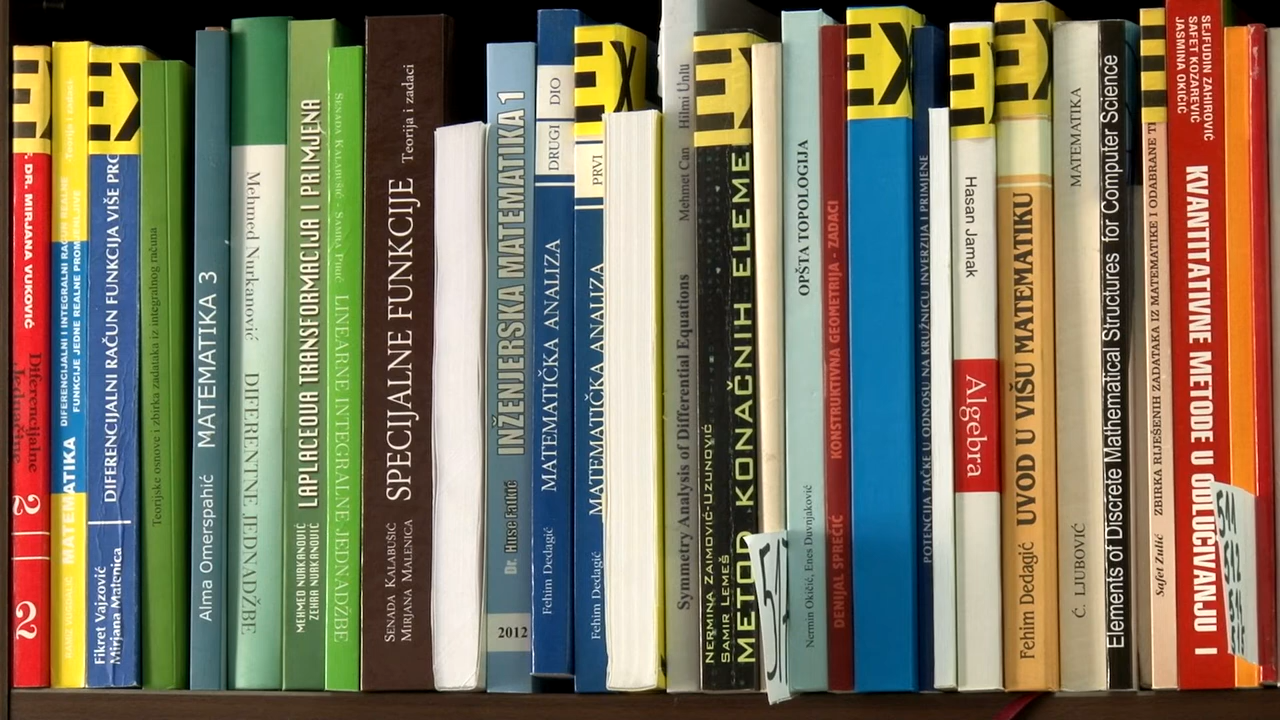 EX
DR. MIRJANA VUKOVIĆ
Diferencijalne
jednačine
2
2
DIFERENCIJALNI I INTEGRALNI RAČUN REALNE
FUNKCIJE JEDNE REALNE PROMJENLJIVE
MATEMATIKA
EX
DIFERENCIJALNI RAČUN FUNKCIJA VIŠE PRO
Fikret Vajzović
Mirjana Malenica
Teorijske osnove i zbirka zadataka iz integralnog računa
Alma Omerspahić MATEMATIKA 3
Mehmed Nurkanović DIFERENTNE JEDNADŽBE
MEHMED NURKANOVIĆ
ZEHRA NURKANOVIĆ
LAPLACEOVA TRANSFORMACIJA I PRIMJENA
SENADA KALABUŠIĆ - SAMRA PIRIĆ LINEARNE INTEGRALNE JEDNADŽBE
SENADA KALABUŠIĆ
MIRJANA MALENICA
SPECIJALNE FUNKCIJE Teorija i zadaci
Dr. Huse Fatkić INŽENJERSKA MATEMATIKA 1
2012
Fehim Dedagić MATEMATIČKA ANALIZA DRUGI DIO
EX
Fehim Dedagić MATEMATIČKA ANALIZA PRVI
Symmetry Analysis of Differential Equations Mehmet Can Hilmi Unlu
NERMINA ZAIMOVIĆ-UZUNOVIĆ
SAMIR LEMEŠ
METOD KONAČNIH ELEME
Nermin Okičić, Enes Duvnjaković OPŠTA TOPOLOGIJA
DENIJAL SPREČIĆ KONSTRUKTIVNA GEOMETRIJA - ZADACI
EX
POTENCIJA TAČKE U ODNOSU NA KRUŽNICU INVERZIJA I PRIMJENE
Hasan Jamak
Algebra
EX
Fehim Dedagić UVOD U VIŠU MATEMATIKU
Ć. LJUBOVIĆ MATEMATIKA
Elements of Discrete Mathematical Structures for Computer Science
Safet Zulić ZBIRKA RIJEŠENIH ZADATAKA IZ MATEMATIKE I ODABRANE
SEJFUDIN ZAHIROVIĆ
SAFET KOZAREVIĆ
JASMINA OKIČIĆ
KVANTITATIVNE METODE U ODLUČIVANJU I